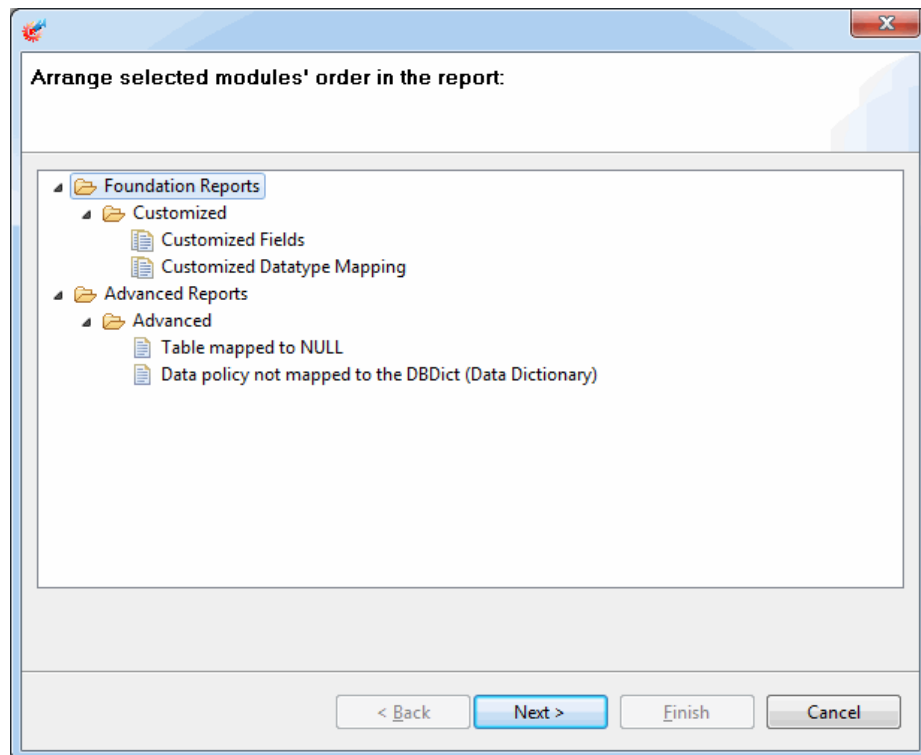 Arrange selected modules' order in the report:
Foundation Reports
Customized
Customized Fields
Customized Datatype Mapping
Advanced Reports
Advanced
Table mapped to NULL
Data policy not mapped to the DBDict (Data Dictionary)
< Back Next > Finish Cancel